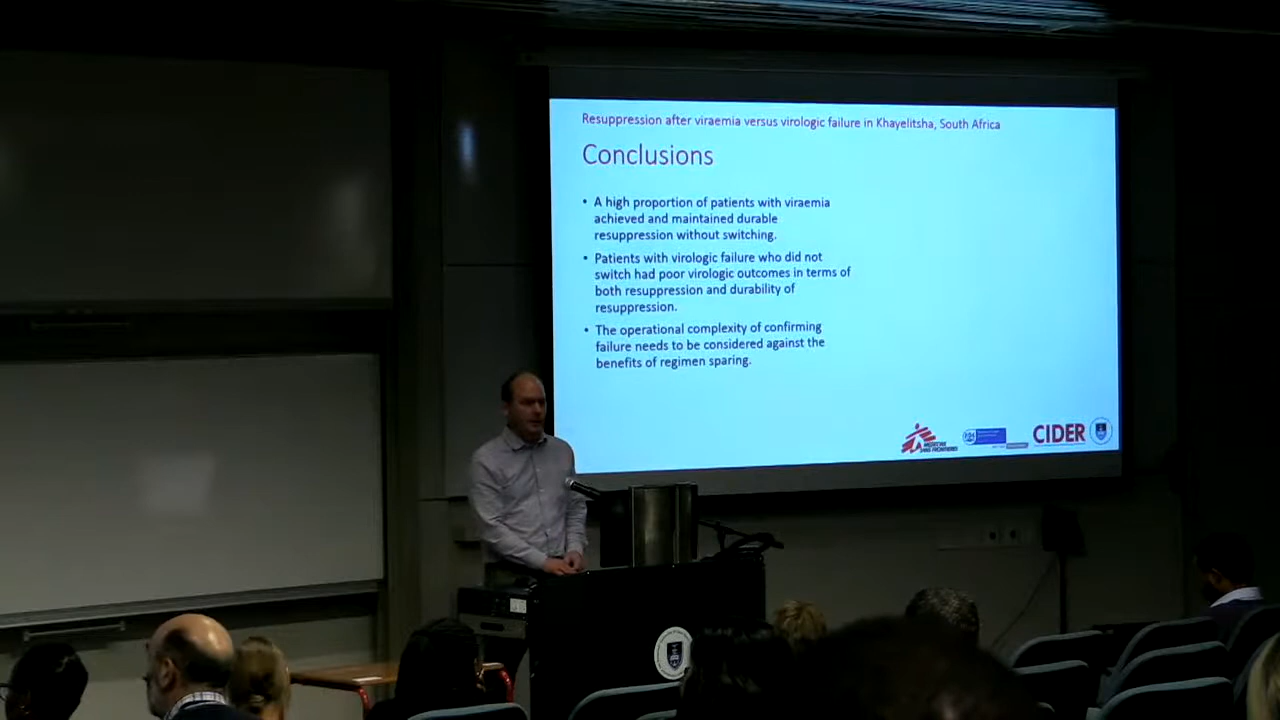 Resuppression after viraemia versus virologic failure in Khayelitsha, South Africa
Conclusions
• A high proportion of patients with viraemia
achieved and maintained durable
resuppression without switching.
• Patients with virologic failure who did not
switch had poor virologic outcomes in terms of
both resuppression and durability of
resuppression.
• The operational complexity of confirming
failure needs to be considered against the
benefits of regimen sparing.
MEDECINS
SANS FRONTIERES
CIDER